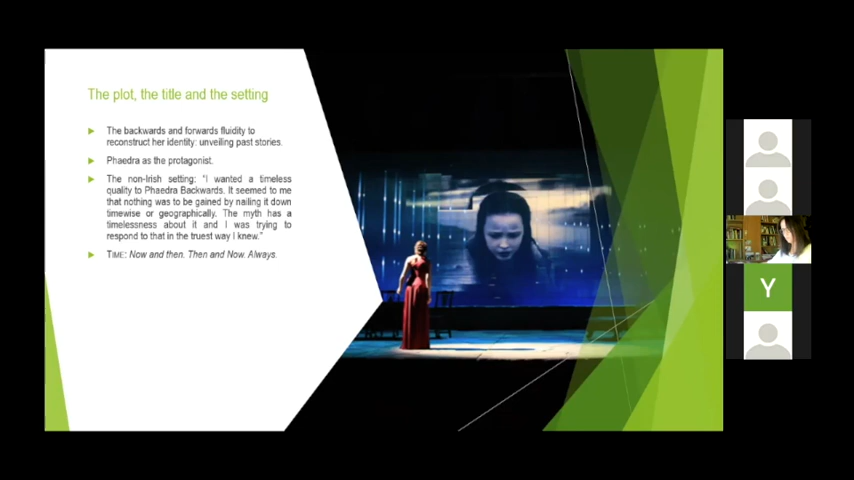 The plot, the title and the setting
The backwards and forwards fluidity to
reconstruct her identity: unveiling past stories.
Phaedra as the protagonist.
The non-Irish setting: “I wanted a timeless
quality to Phaedra Backwards. It seemed to me
that nothing was to be gained by nailing it down
timewise or geographically. The myth has a
timelessness about it and I was trying to
respond to that in the truest way I knew.”
TIME: Now and then. Then and Now. Always.
Y